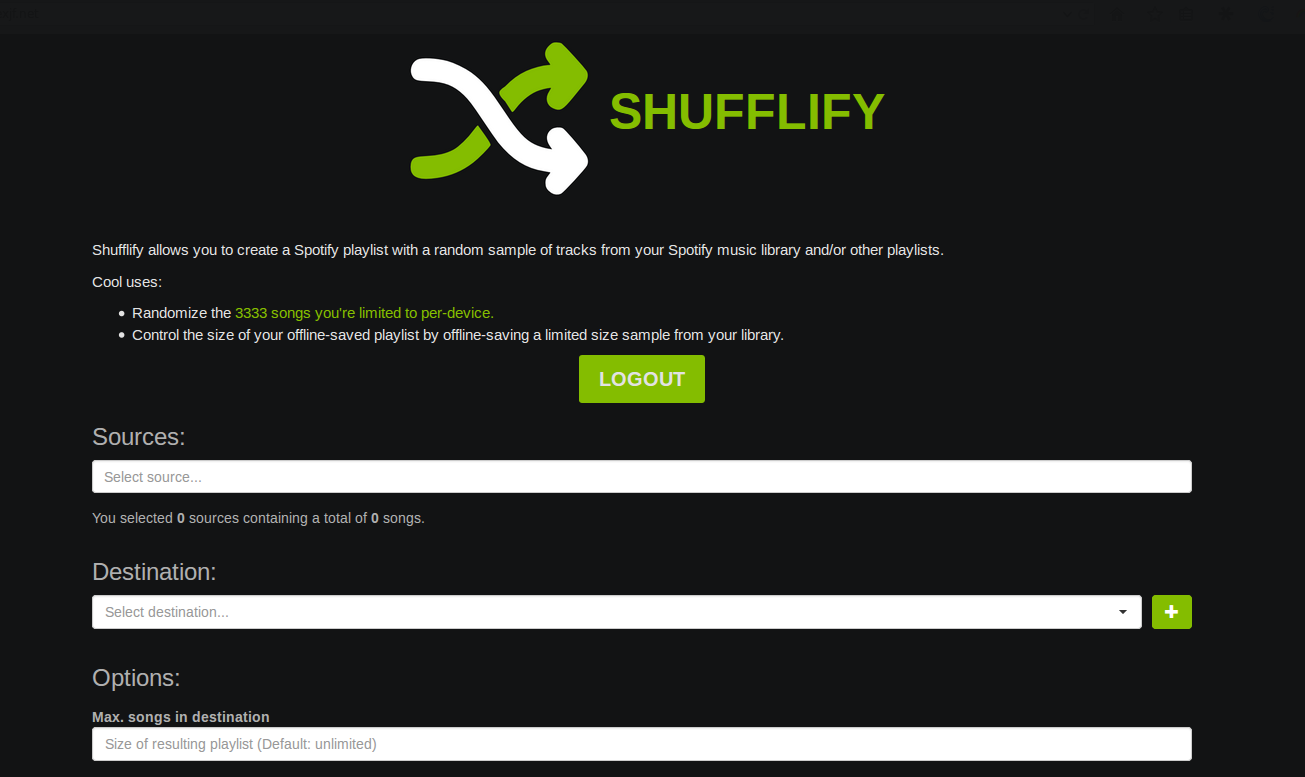 SHUFFLIFY
Shufflify allows you to create a Spotify playlist with a random sample of tracks from your Spotify music library and/or other playlists.
Cool uses:
Randomize the 3333 songs you're limited to per-device.
Control the size of your offline-saved playlist by offline-saving a limited size sample from your library.
LOGOUT
Sources:
Select source...
You selected 0 sources containing a total of 0 songs.
Destination:
Select destination...
Options:
Max. songs in destination
Size of resulting playlist (Default: unlimited)